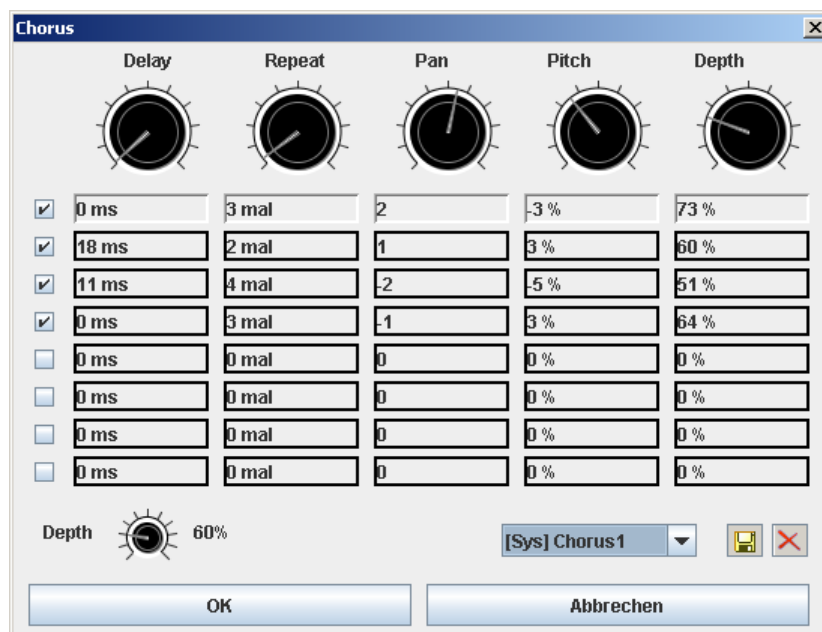 Chorus
Delay Repeat Pan Pitch Depth
0 ms 3 mal 2 -3 % 73 %
18 ms 2 mal 1 3 % 60 %
11 ms 4 mal -2 -5 % 51 %
0 ms 3 mal -1 3 % 64 %
0 ms 0 mal 0 0 % 0 %
0 ms 0 mal 0 0 % 0 %
0 ms 0 mal 0 0 % 0 %
0 ms 0 mal 0 0 % 0 %
Depth 60% [Sys] Chorus1
OK Abbrechen